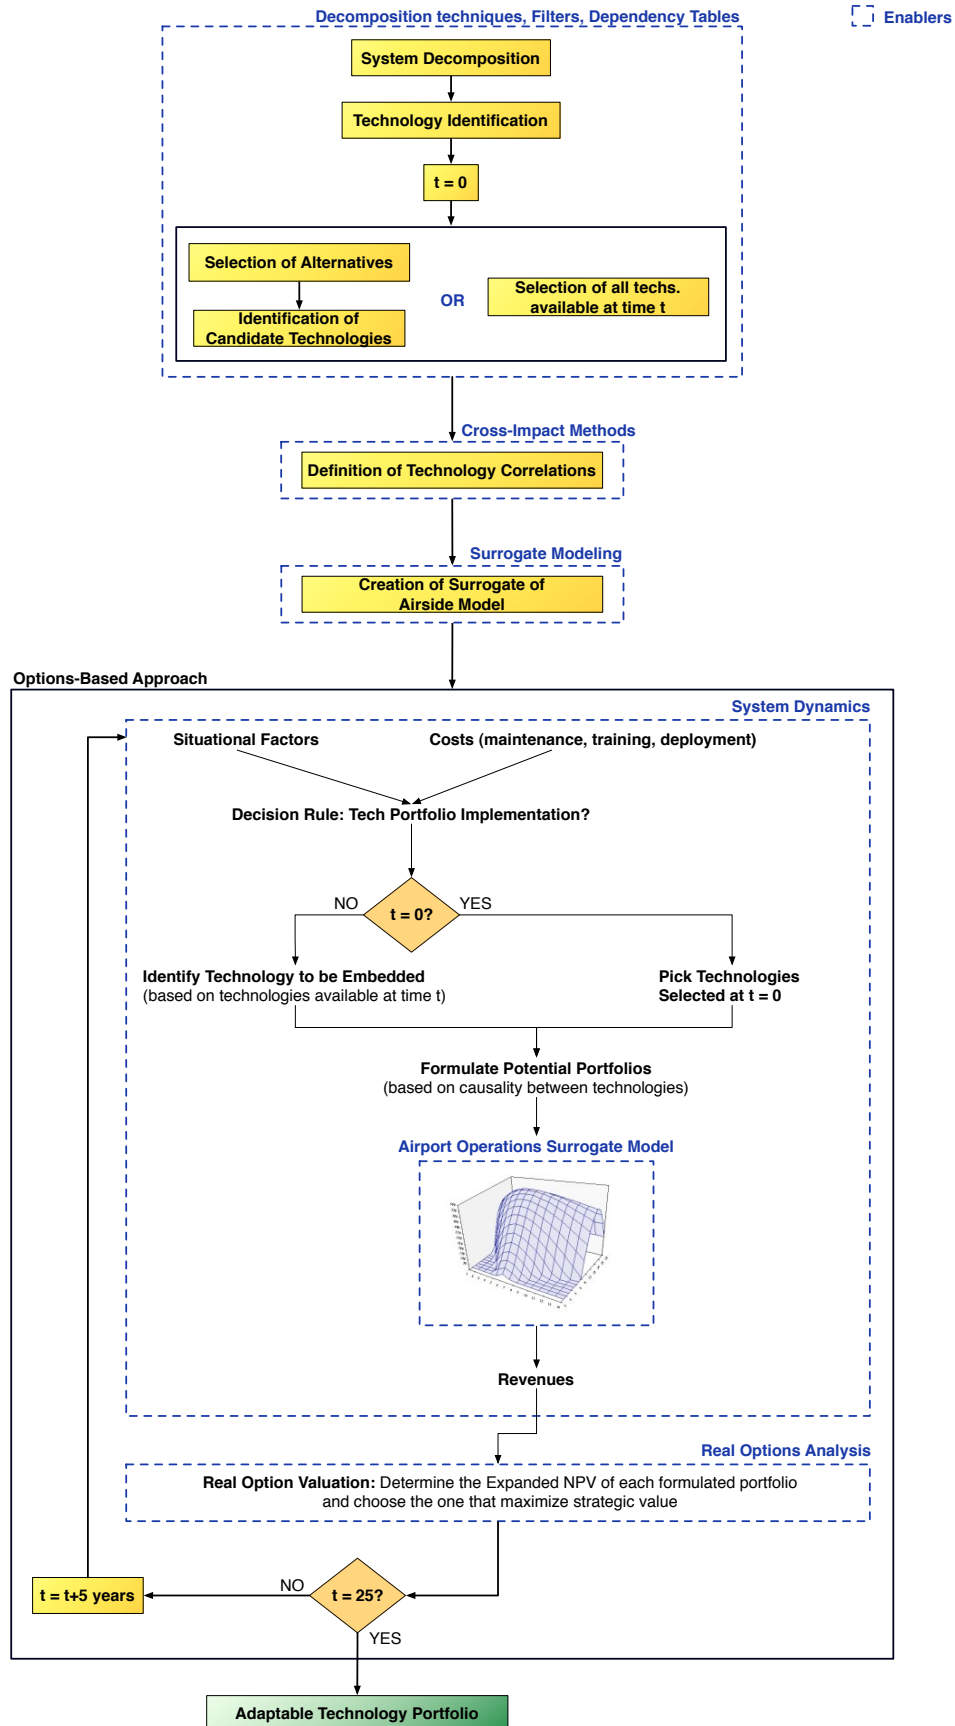 Decomposition techniques, Filters, Dependency Tables
Enablers
System Decomposition
Technology Identification
t = 0
Selection of Alternatives
Identification of
Candidate Technologies
OR
Selection of all techs.
available at time t
Cross-Impact Methods
Definition of Technology Correlations
Surrogate Modeling
Creation of Surrogate of
Airside Model
Options-Based Approach
System Dynamics
Situational Factors
Costs (maintenance, training, deployment)
Decision Rule: Tech Portfolio Implementation?
t = 0?
NO
YES
Identify Technology to be Embedded
(based on technologies available at time t)
Pick Technologies
Selected at t = 0
Formulate Potential Portfolios
(based on causality between technologies)
Airport Operations Surrogate Model
Revenues
Real Options Analysis
Real Option Valuation: Determine the Expanded NPV of each formulated portfolio
and choose the one that maximize strategic value
t = t+5 years
NO
t = 25?
YES
Adaptable Technology Portfolio